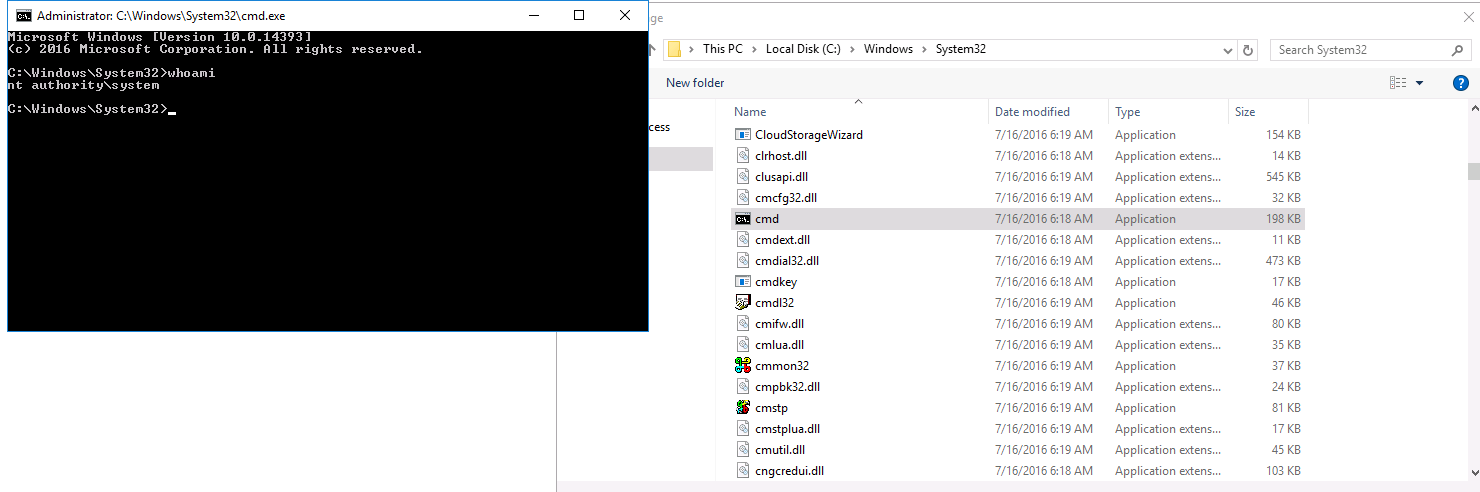 Administrator: C:\Windows\System32\cmd.exe
Microsoft Windows [Version 10.0.14393]
(c) 2016 Microsoft Corporation. All rights reserved.
C:\Windows\System32>whoami
nt authority\system
C:\Windows\System32>
ge
This PC > Local Disk (C:) > Windows > System32
Search System32
New folder
?
cess
Name Date modified Type Size
CloudStorageWizard 7/16/2016 6:19 AM Application 154 KB
clrhost.dll 7/16/2016 6:18 AM Application extens... 14 KB
clusapi.dll 7/16/2016 6:19 AM Application extens... 545 KB
cmcfg32.dll 7/16/2016 6:19 AM Application extens... 32 KB
cmd 7/16/2016 6:18 AM Application 198 KB
cmdext.dll 7/16/2016 6:18 AM Application extens... 11 KB
cmdial32.dll 7/16/2016 6:19 AM Application extens... 473 KB
cmdkey 7/16/2016 6:18 AM Application 17 KB
cmdl32 7/16/2016 6:19 AM Application 46 KB
cmifw.dll 7/16/2016 6:19 AM Application extens... 80 KB
cmlua.dll 7/16/2016 6:19 AM Application extens... 35 KB
cmmon32 7/16/2016 6:19 AM Application 37 KB
cmpbk32.dll 7/16/2016 6:19 AM Application extens... 24 KB
cmstp 7/16/2016 6:19 AM Application 81 KB
cmstplua.dll 7/16/2016 6:19 AM Application extens... 17 KB
cmutil.dll 7/16/2016 6:19 AM Application extens... 45 KB
cngcredui.dll 7/16/2016 6:18 AM Application extens... 103 KB